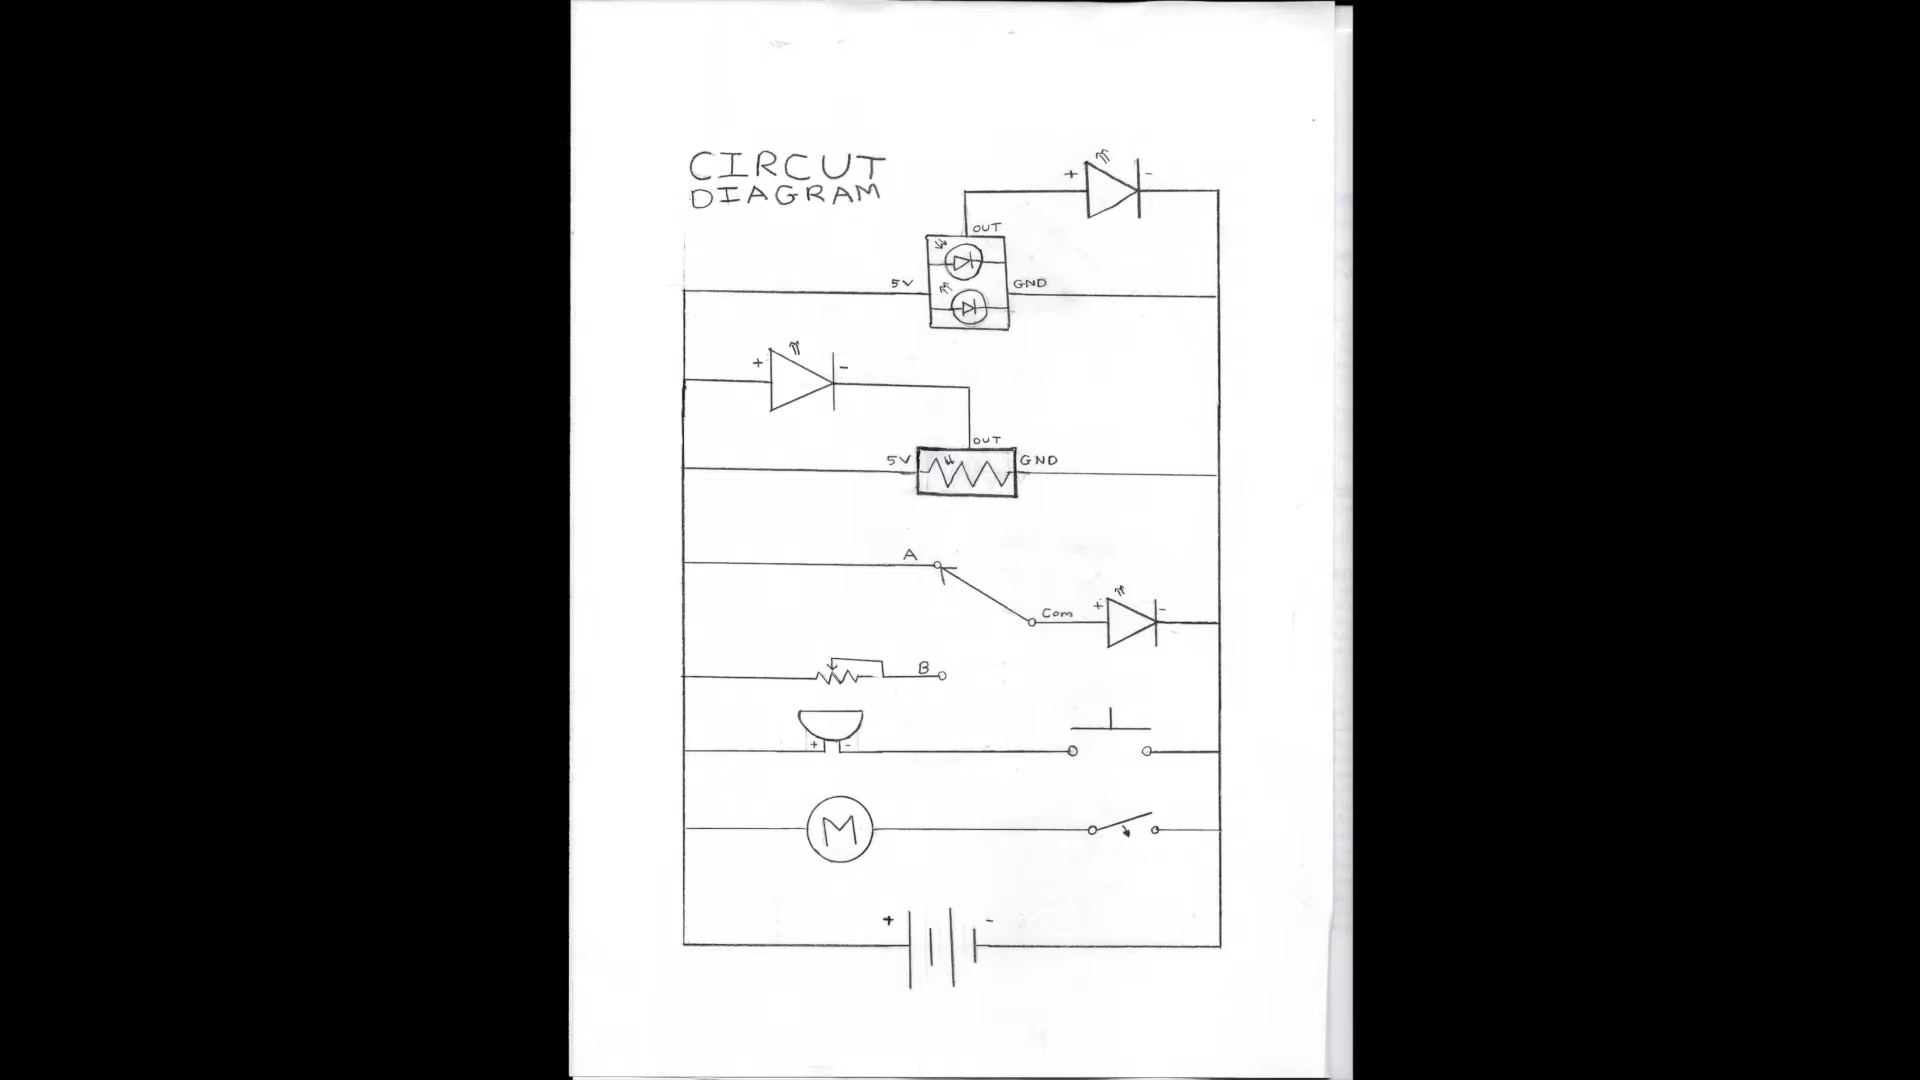 CIRCUT
DIAGRAM
+ -
OUT
5V GND
+ -
OUT
5V GND
A
Com + -
B
+ -
M
+ -